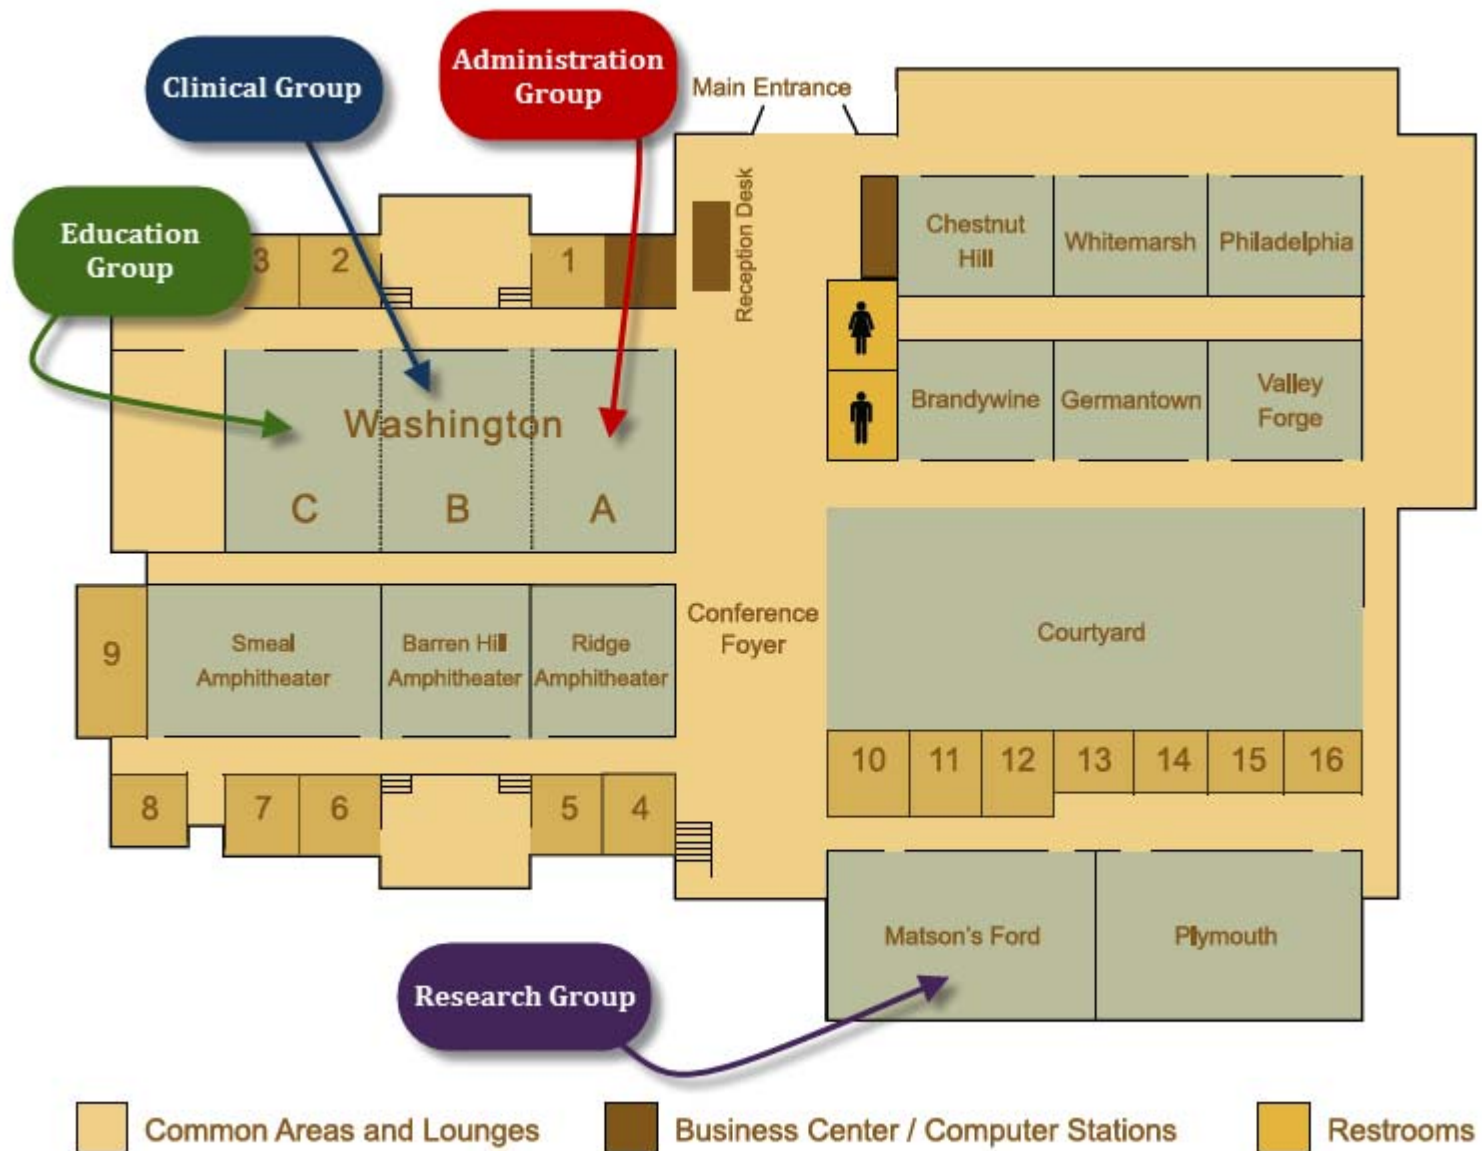 Administration
Group
Clinical Group
Main Entrance
Education
Group
3
2
1
Reception Desk
Chestnut
Hill
Whitemarsh
Philadelphia
Brandywine
Germantown
Valley
Forge
Washington
C
B
A
9
Smeal
Amphitheater
Barren Hill
Amphitheater
Ridge
Amphitheater
Conference
Foyer
Courtyard
10
11
12
13
14
15
16
8
7
6
5
4
Matson's Ford
Plymouth
Research Group
Common Areas and Lounges
Business Center / Computer Stations
Restrooms